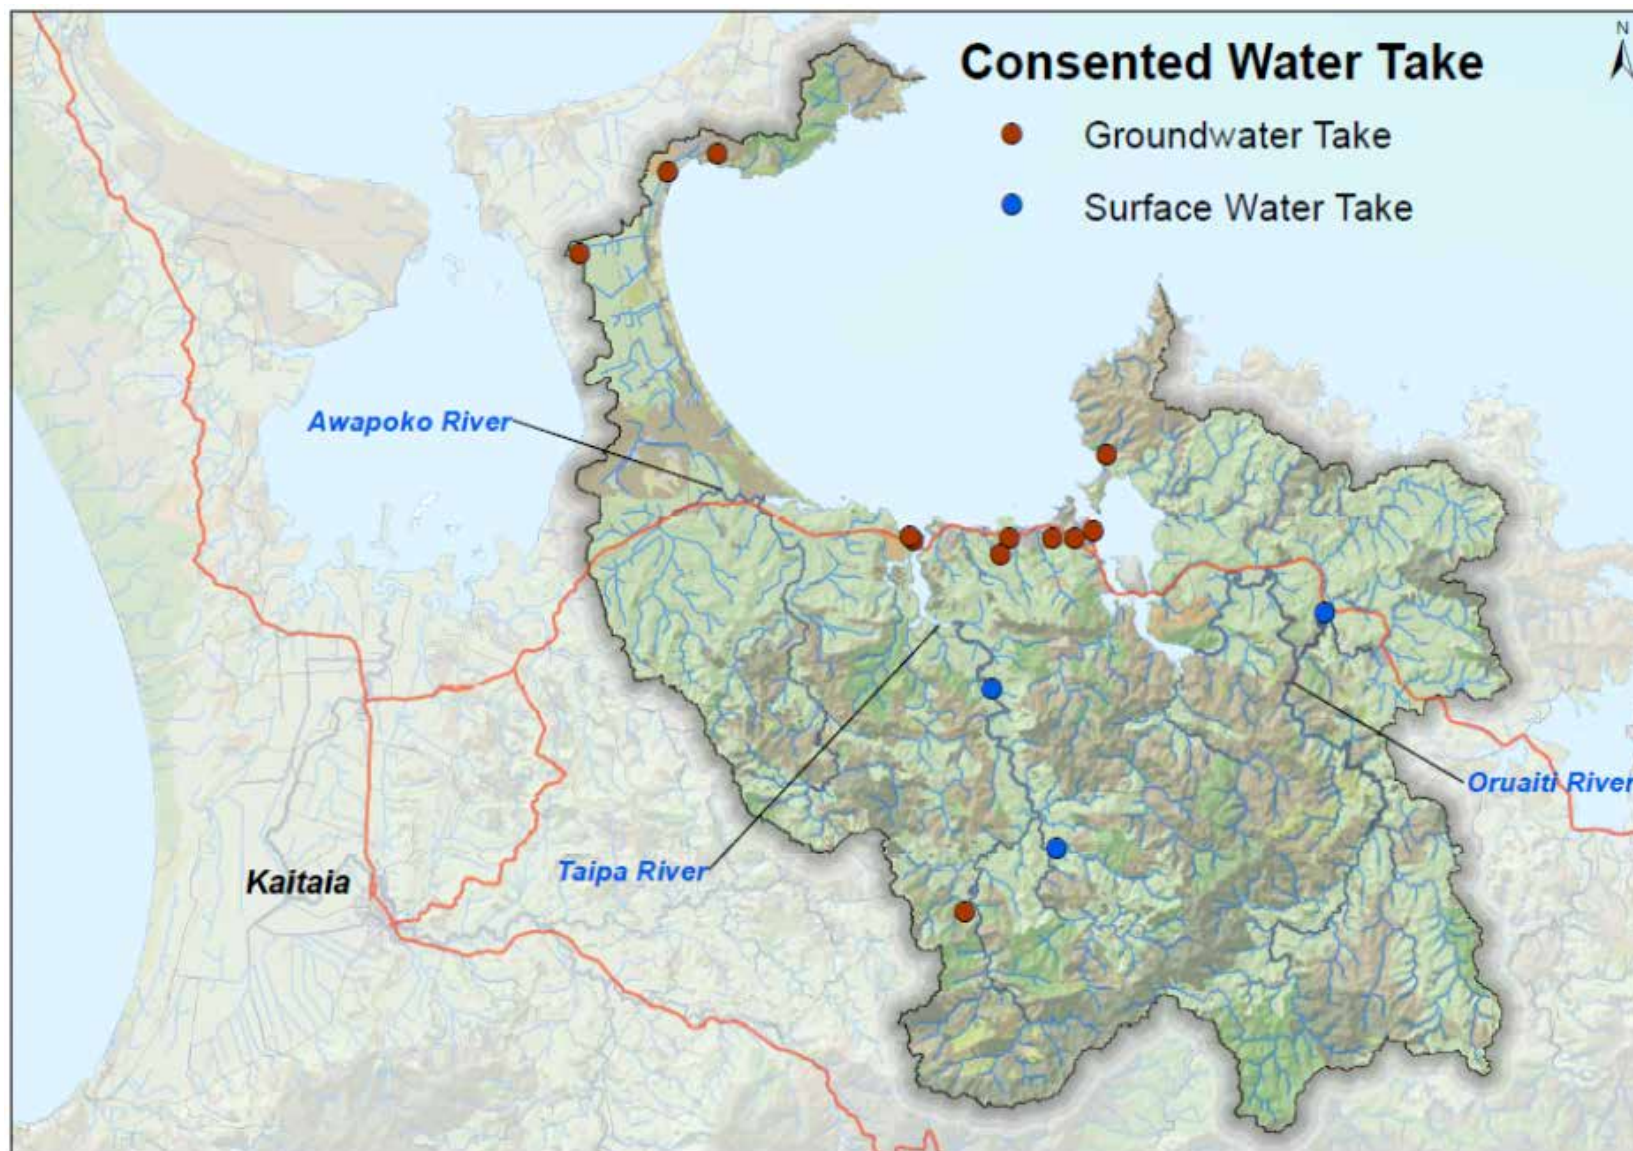 N
Consented Water Take
Groundwater Take
Surface Water Take
Awapoko River
Oruaiti River
Taipa River
Kaitaia